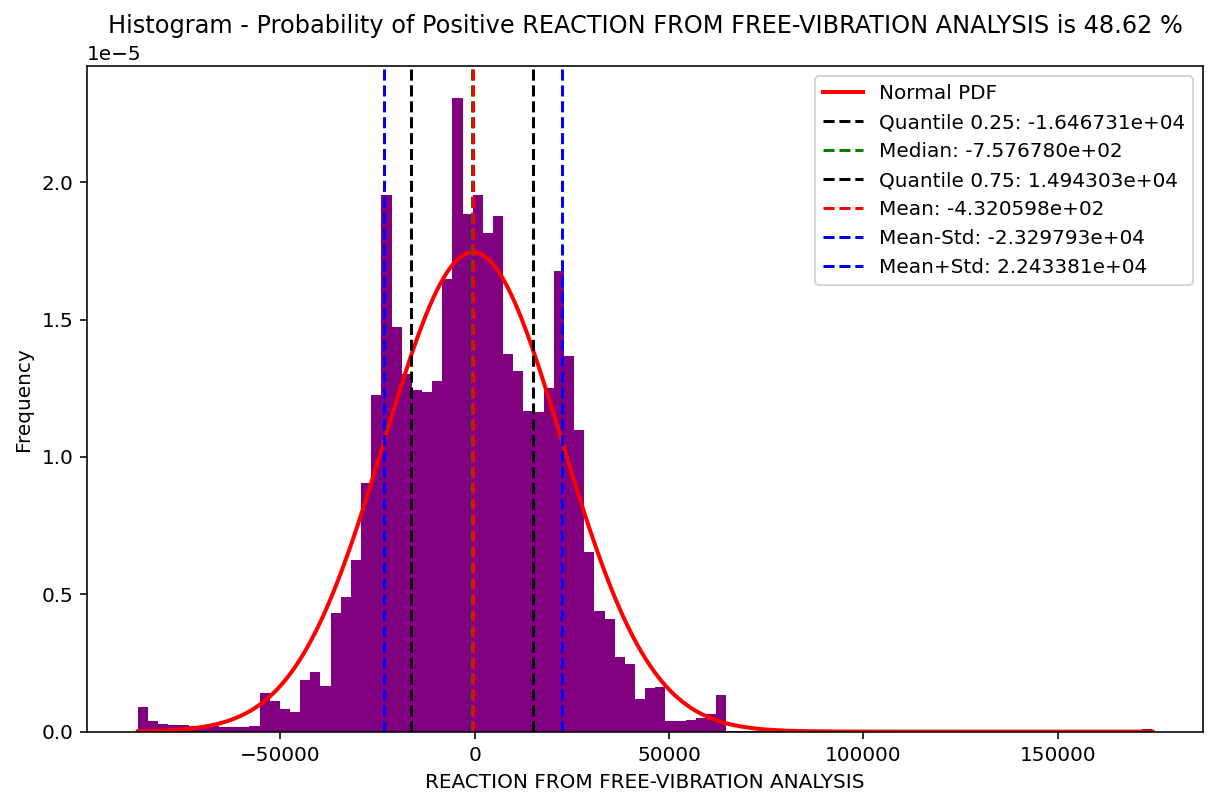 Histogram - Probability of Positive REACTION FROM FREE-VIBRATION ANALYSIS is 48.62 %
1e−5
Normal PDF
Quantile 0.25: -1.646731e+04
Median: -7.576780e+02
Quantile 0.75: 1.494303e+04
Mean: -4.320598e+02
Mean-Std: -2.329793e+04
Mean+Std: 2.243381e+04
2.0
1.5
1.0
0.5
0.0
Frequency
−50000 0 50000 100000 150000
REACTION FROM FREE-VIBRATION ANALYSIS